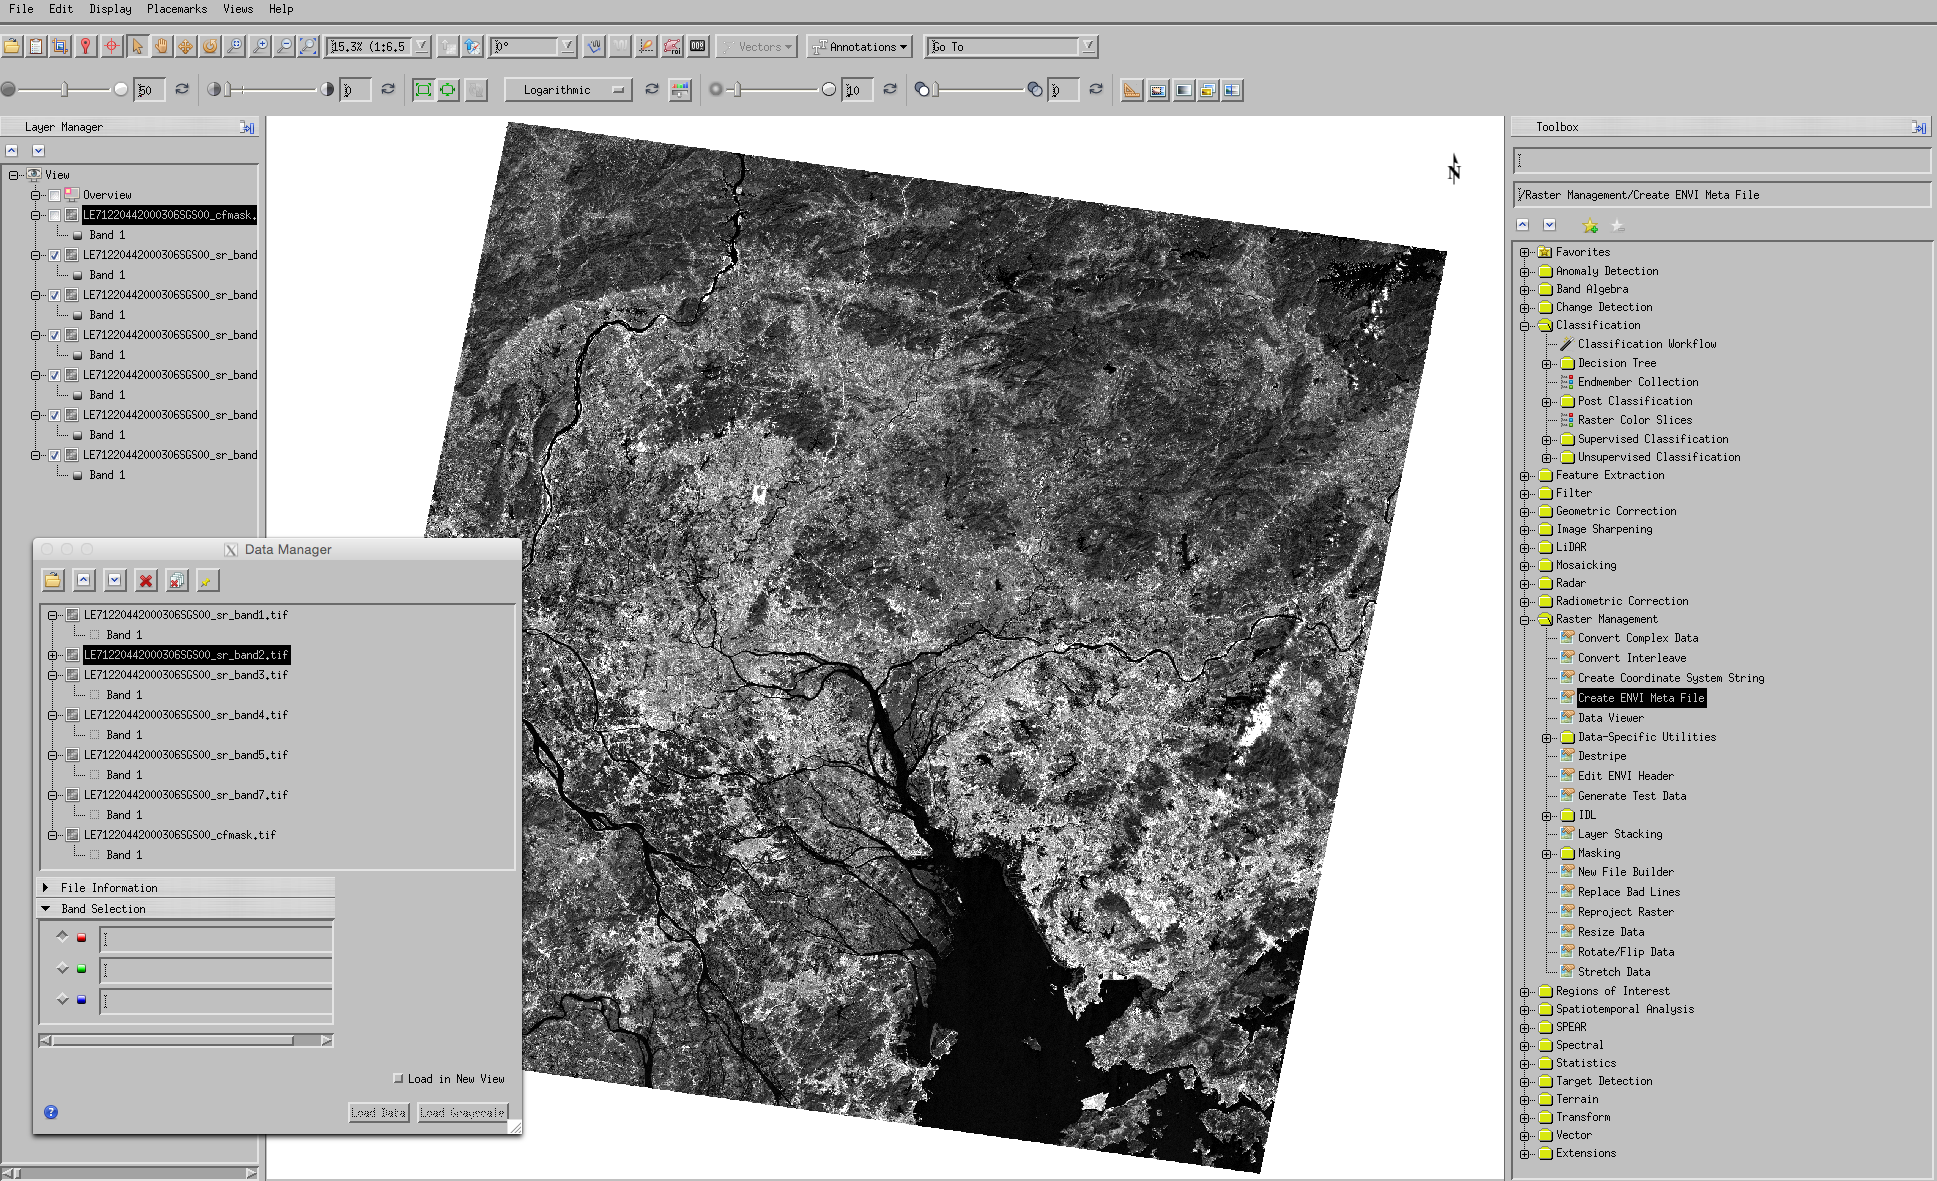 File Edit Display Placemarks Views Help
15.3% (1:6.5 0° Vectors Annotations Go To
50 0 Logarithmic 10 0
Layer Manager
View
Overview
LE71220442000306SGS00_cfmask.
Band 1
LE71220442000306SGS00_sr_band
Band 1
LE71220442000306SGS00_sr_band
Band 1
LE71220442000306SGS00_sr_band
Band 1
LE71220442000306SGS00_sr_band
Band 1
LE71220442000306SGS00_sr_band
Band 1
LE71220442000306SGS00_sr_band
Band 1
Data Manager
LE71220442000306SGS00_sr_band1.tif
Band 1
LE71220442000306SGS00_sr_band2.tif
LE71220442000306SGS00_sr_band3.tif
Band 1
LE71220442000306SGS00_sr_band4.tif
Band 1
LE71220442000306SGS00_sr_band5.tif
Band 1
LE71220442000306SGS00_sr_band7.tif
Band 1
LE71220442000306SGS00_cfmask.tif
Band 1
File Information
Band Selection
Load in New View
Load Data Load Grayscale
N
Toolbox
/Raster Management/Create ENVI Meta File
Favorites
Anomaly Detection
Band Algebra
Change Detection
Classification
Classification Workflow
Decision Tree
Endmember Collection
Post Classification
Raster Color Slices
Supervised Classification
Unsupervised Classification
Feature Extraction
Filter
Geometric Correction
Image Sharpening
LiDAR
Mosaicking
Radar
Radiometric Correction
Raster Management
Convert Complex Data
Convert Interleave
Create Coordinate System String
Create ENVI Meta File
Data Viewer
Data-Specific Utilities
Destripe
Edit ENVI Header
Generate Test Data
IDL
Layer Stacking
Masking
New File Builder
Replace Bad Lines
Reproject Raster
Resize Data
Rotate/Flip Data
Stretch Data
Regions of Interest
Spatiotemporal Analysis
SPEAR
Spectral
Statistics
Target Detection
Terrain
Transform
Vector
Extensions